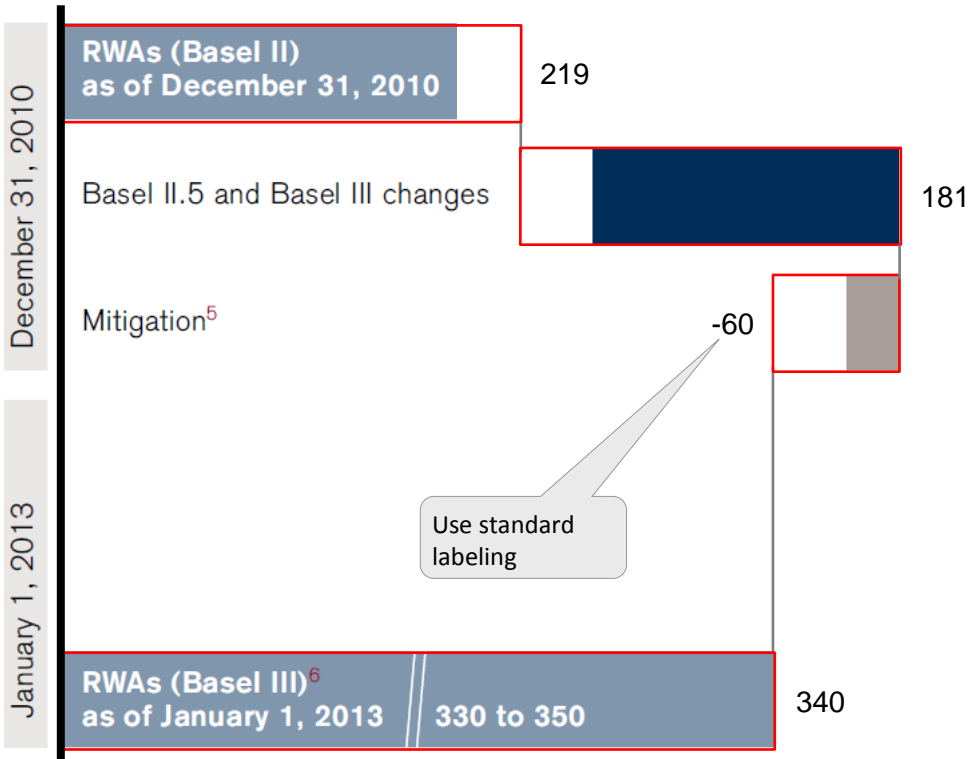 December 31, 2010
RWAs (Basel II)
as of December 31, 2010
219
Basel II.5 and Basel III changes
181
Mitigation5
-60
Use standard
labeling
January 1, 2013
RWAs (Basel III)6
as of January 1, 2013
330 to 350
340